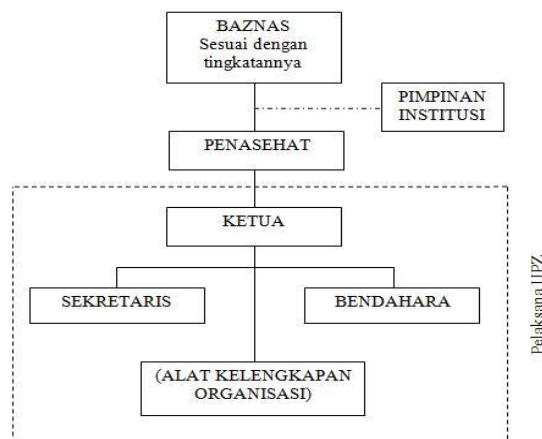 BAZNAS
Sesuai dengan
tingkatannya
PIMPINAN
INSTITUSI
PENASEHAT
KETUA
SEKRETARIS
BENDAHARA
(ALAT KELENGKAPAN
ORGANISASI)
Pelaksana UPZ